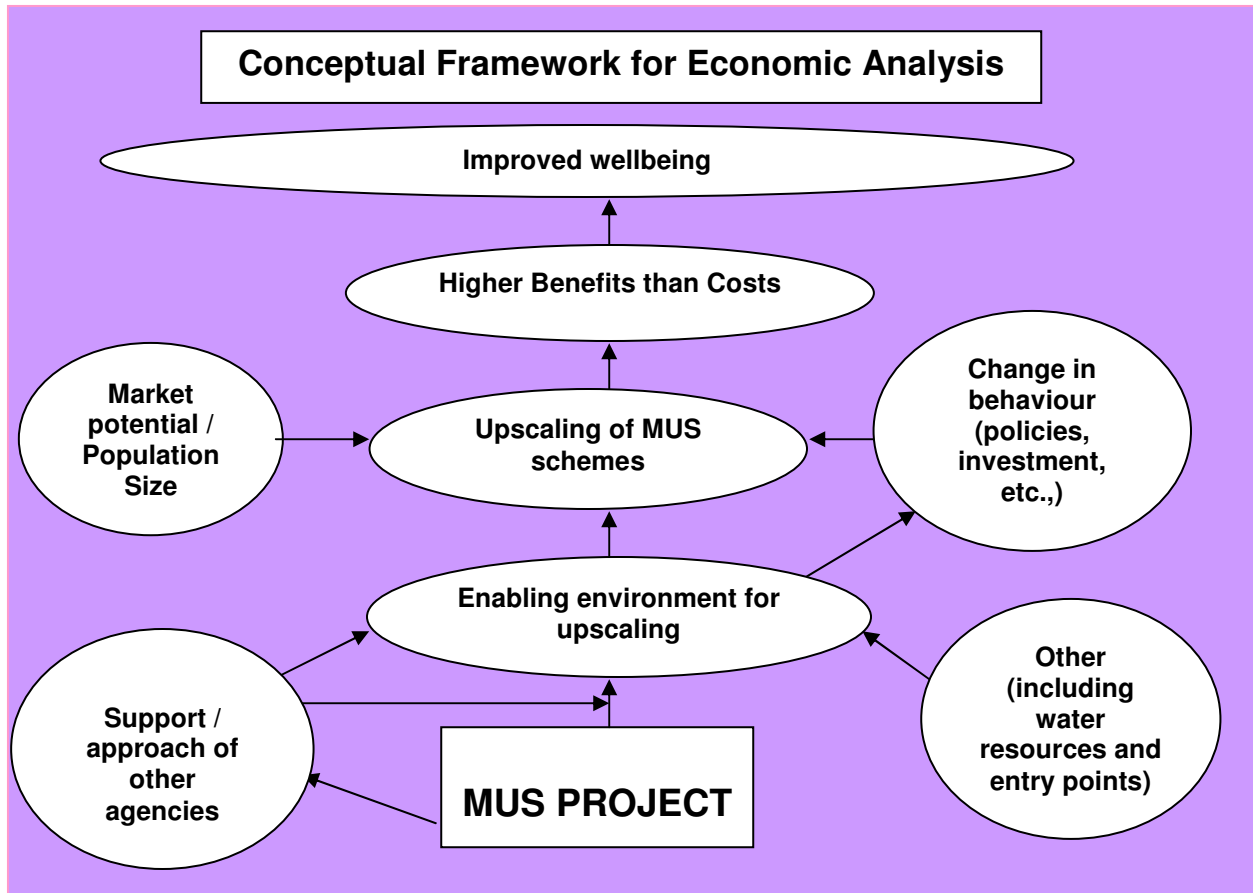 Conceptual Framework for Economic Analysis
Improved wellbeing
Higher Benefits than Costs
Market
potential /
Population
Size
Upscaling of MUS
schemes
Change in
behaviour
(policies,
investment,
etc.,)
Enabling environment for
upscaling
Support /
approach of
other
agencies
MUS PROJECT
Other
(including
water
resources and
entry points)